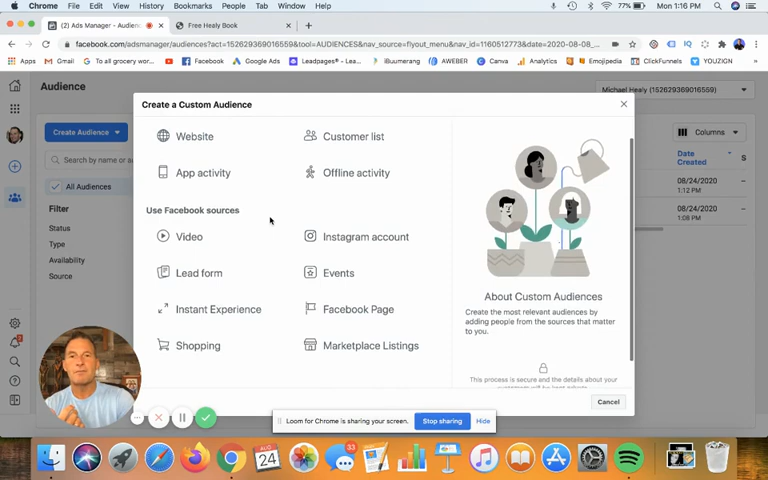 Chrome File Edit View History Bookmarks People Tab Window Help
77% Mon 1:16 PM
(2) Ads Manager - Audienc
Free Healy Book
facebook.com/adsmanager/audiences?act=152629369016559&tool=AUDIENCES&nav_source=flyout_menu&nav_id=1160512773&date=2020-08-08_...
Apps Gmail To all grocery wor... Facebook Google Ads Leadpages® - Lea... iBuumerang AWEBER Canva Analytics Emojipedia ClickFunnels YOUZIGN
Audience
Michael Healy (152629369016559)
Create a Custom Audience
Create Audience
Columns
Search by name or au
Date
Created
S
All Audiences
08/24/2020
1:12 PM
Filter
08/24/2020
1:08 PM
Status
Type
Availability
Source
Website
Customer list
App activity
Offline activity
Use Facebook sources
Video
Instagram account
Lead form
Events
Instant Experience
Facebook Page
Shopping
Marketplace Listings
About Custom Audiences
Create the most relevant audiences by
adding people from the sources that matter
to you.
This process is secure and the details about your
Cancel
Loom for Chrome is sharing your screen.
Stop sharing
Hide
AUG
24
33